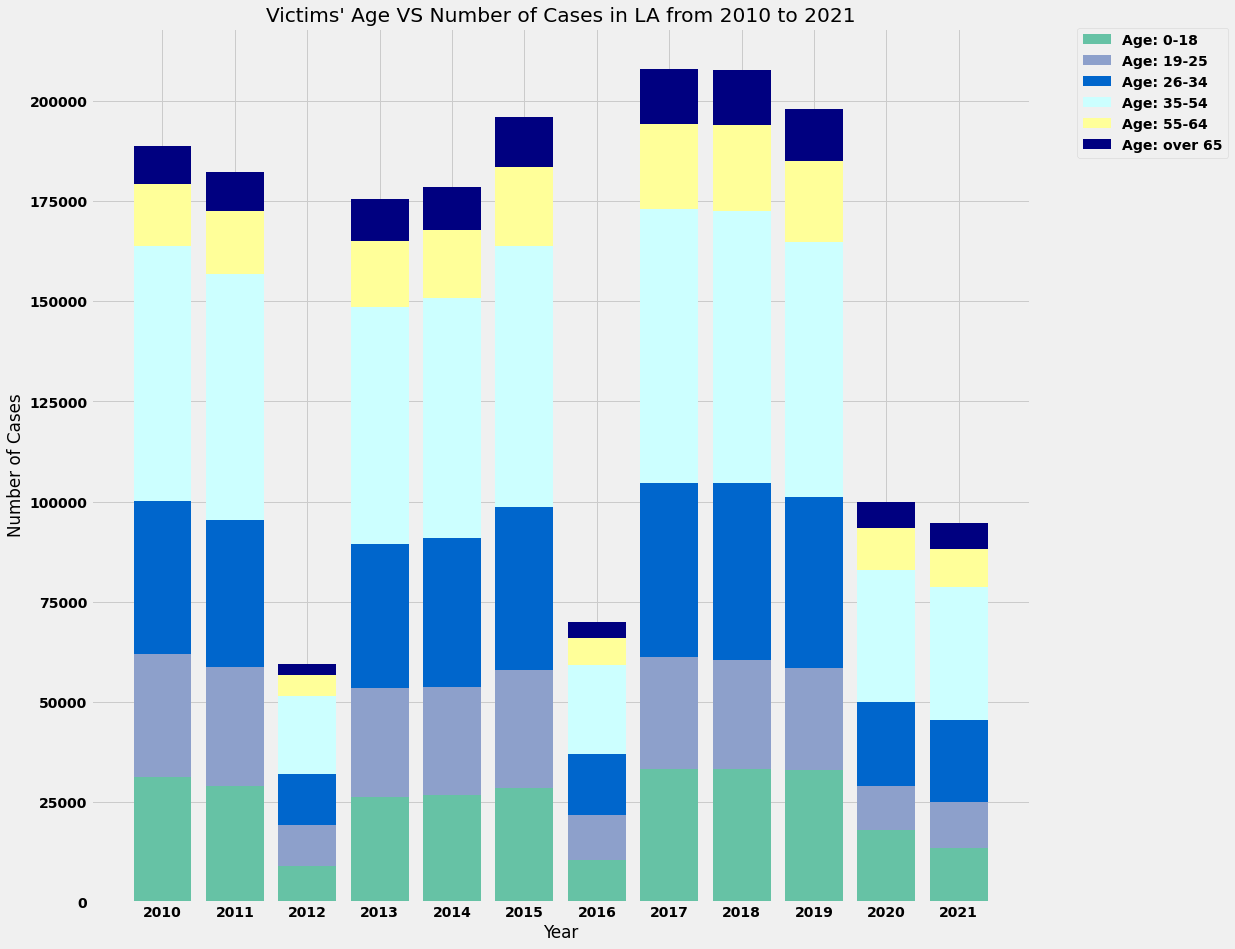 Victims' Age VS Number of Cases in LA from 2010 to 2021
Age: 0-18
Age: 19-25
Age: 26-34
Age: 35-54
Age: 55-64
Age: over 65
200000
175000
150000
125000
100000
75000
50000
25000
0
Number of Cases
2010 2011 2012 2013 2014 2015 2016 2017 2018 2019 2020 2021
Year